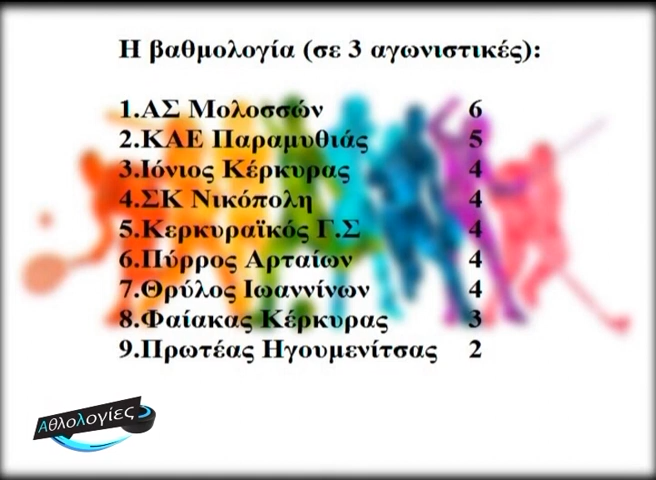 Η βαθμολογία (σε 3 αγωνιστικές):
1.ΑΣ Μολοσσών 6
2.ΚΑΕ Παραμυθιάς 5
3.Ιόνιος Κέρκυρας 4
4.ΣΚ Νικόπολη 4
5.Κερκυραϊκός Γ.Σ 4
6.Πύρρος Αρταίων 4
7.Θρύλος Ιωαννίνων 4
8.Φαίακας Κέρκυρας 3
9.Πρωτέας Ηγουμενίτσας 2
Αθλολογίες